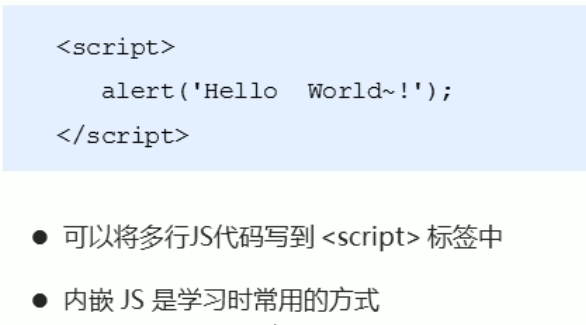 <script>
alert('Hello  World~!');
</script>
● 可以将多行JS代码写到 <script> 标签中
● 内嵌 JS 是学习时常用的方式